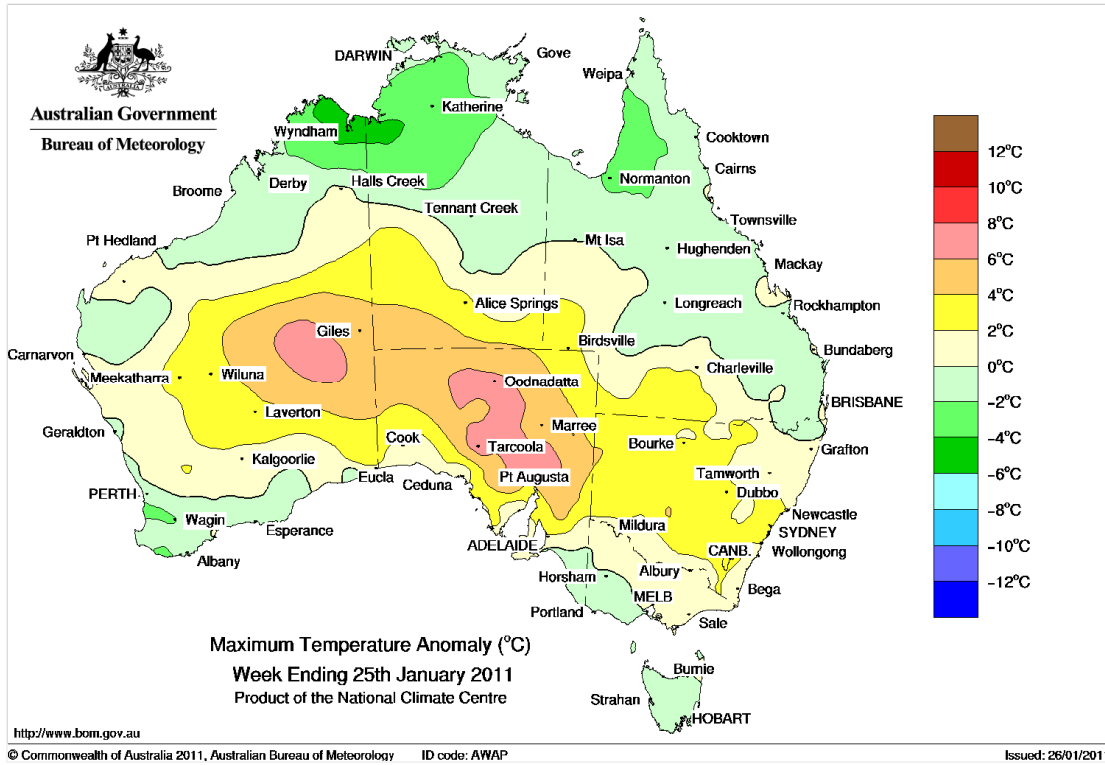 Australian Government
Bureau of Meteorology
DARWIN
Gove
Weipa
Katherine
Wyndham
Cooktown
Cairns
Derby
Halls Creek
Normanton
Broome
Tennant Creek
Townsville
Pt Hedland
Mt Isa
Hughenden
Mackay
Alice Springs
Longreach
Rockhampton
Giles
Birdsville
Bundaberg
Carnarvon
Meekatharra
Wiluna
Oodnadatta
Charleville
BRISBANE
Laverton
Marree
Geraldton
Cook
Tarcoola
Bourke
Grafton
Kalgoorlie
Eucla
Ceduna
Pt Augusta
Tamworth
PERTH
Dubbo
Newcastle
Wagin
Esperance
Mildura
SYDNEY
ADELAIDE
CANB.
Wollongong
Albany
Horsham
Albury
Bega
Portland
MELB
Sale
Burnie
Strahan
HOBART
12°C
10°C
8°C
6°C
4°C
2°C
0°C
-2°C
-4°C
-6°C
-8°C
-10°C
-12°C
Maximum Temperature Anomaly (°C)
Week Ending 25th January 2011
Product of the National Climate Centre
http://www.bom.gov.au
© Commonwealth of Australia 2011, Australian Bureau of Meteorology ID code: AWAP Issued: 26/01/2011